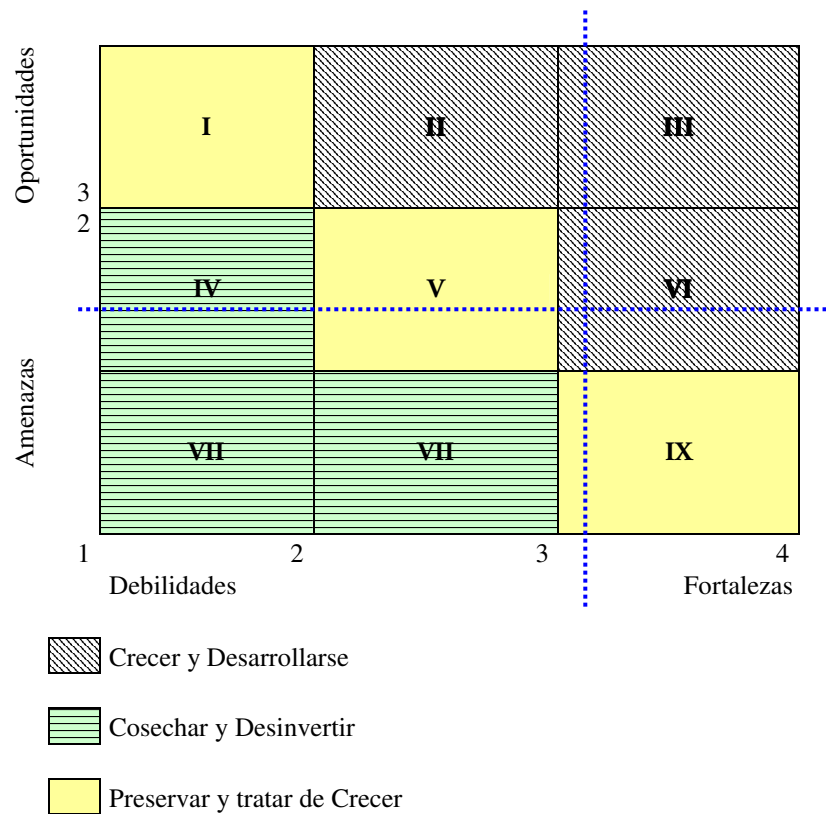 Oportunidades
I
II
III
3
2
IV
V
VI
Amenazas
VII
VII
IX
1
2
3
4
Debilidades
Fortalezas
Crecer y Desarrollarse
Cosechar y Desinvertir
Preservar y tratar de Crecer